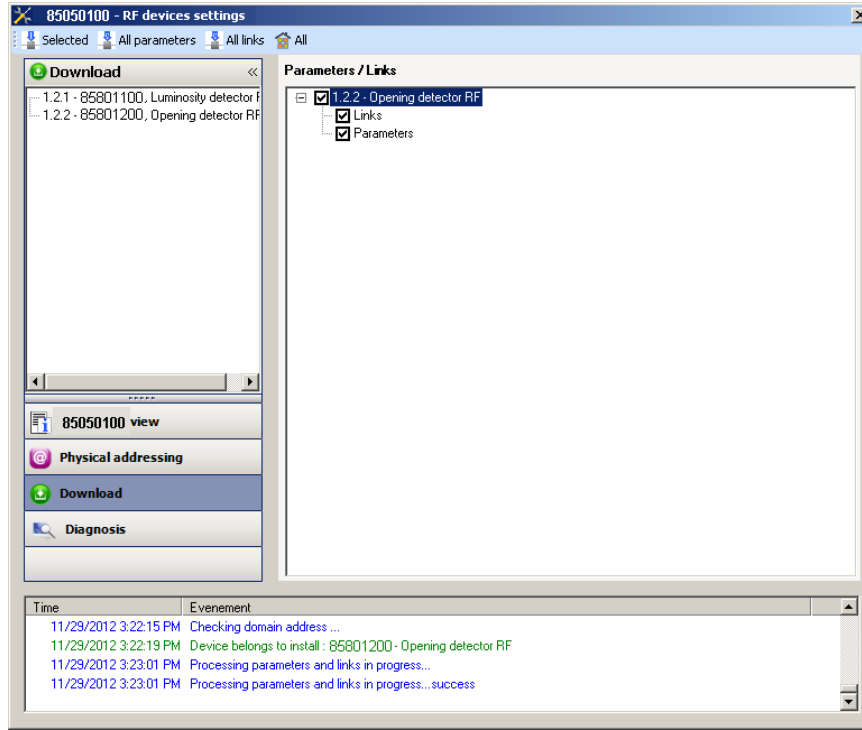 85050100 - RF devices settings
Selected All parameters All links All
Download «
1.2.1 - 85801100, Luminosity detector
1.2.2 - 85801200, Opening detector RF
85050100 view
Physical addressing
Download
Diagnosis
Parameters / Links
1.2.2 - Opening detector RF
Links
Parameters
Time Evenement
11/29/2012 3:22:15 PM Checking domain address ...
11/29/2012 3:22:19 PM Device belongs to install : 85801200 - Opening detector RF
11/29/2012 3:23:01 PM Processing parameters and links in progress...
11/29/2012 3:23:01 PM Processing parameters and links in progress...success